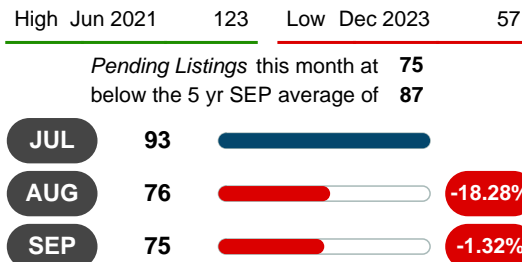 High Jun 2021 123 Low Dec 2023 57
Pending Listings this month at 75
below the 5 yr SEP average of 87
JUL 93
AUG 76 -18.28%
SEP 75 -1.32%